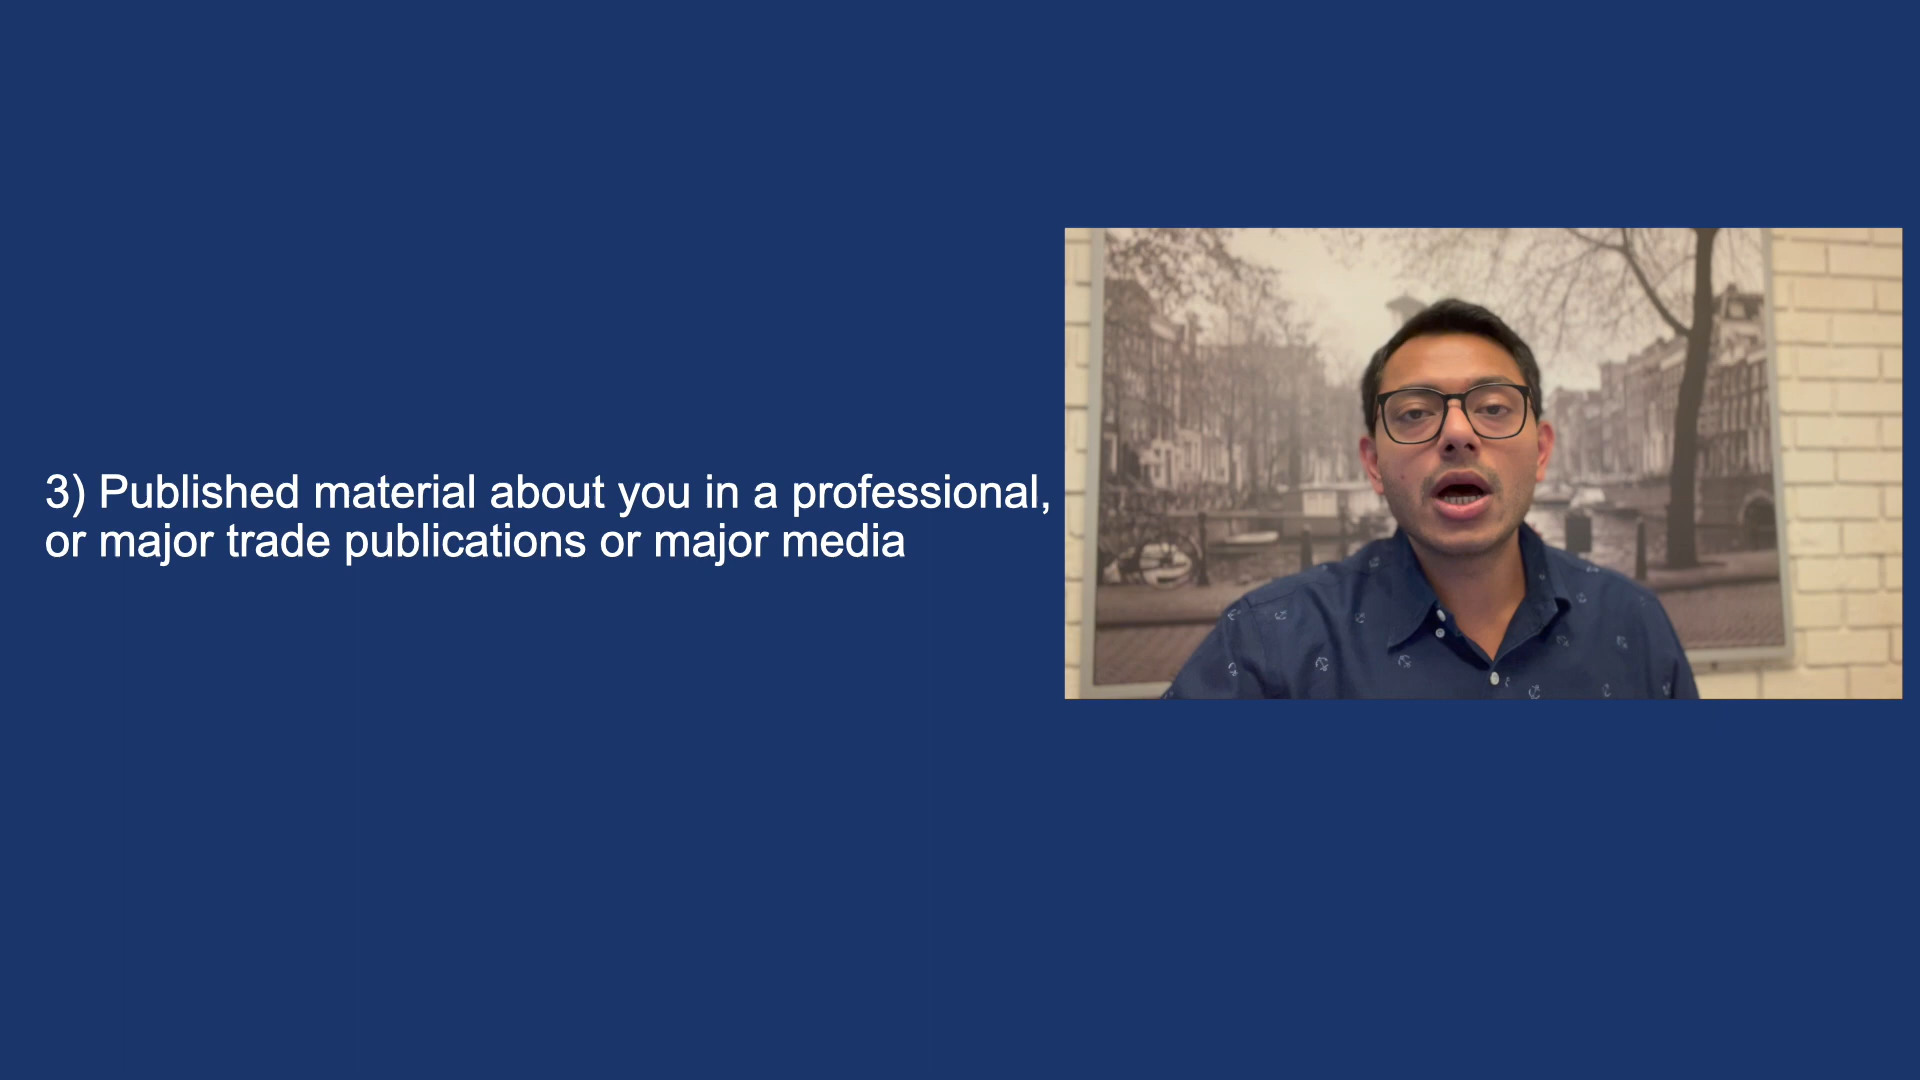 3) Published material about you in a professional,
or major trade publications or major media